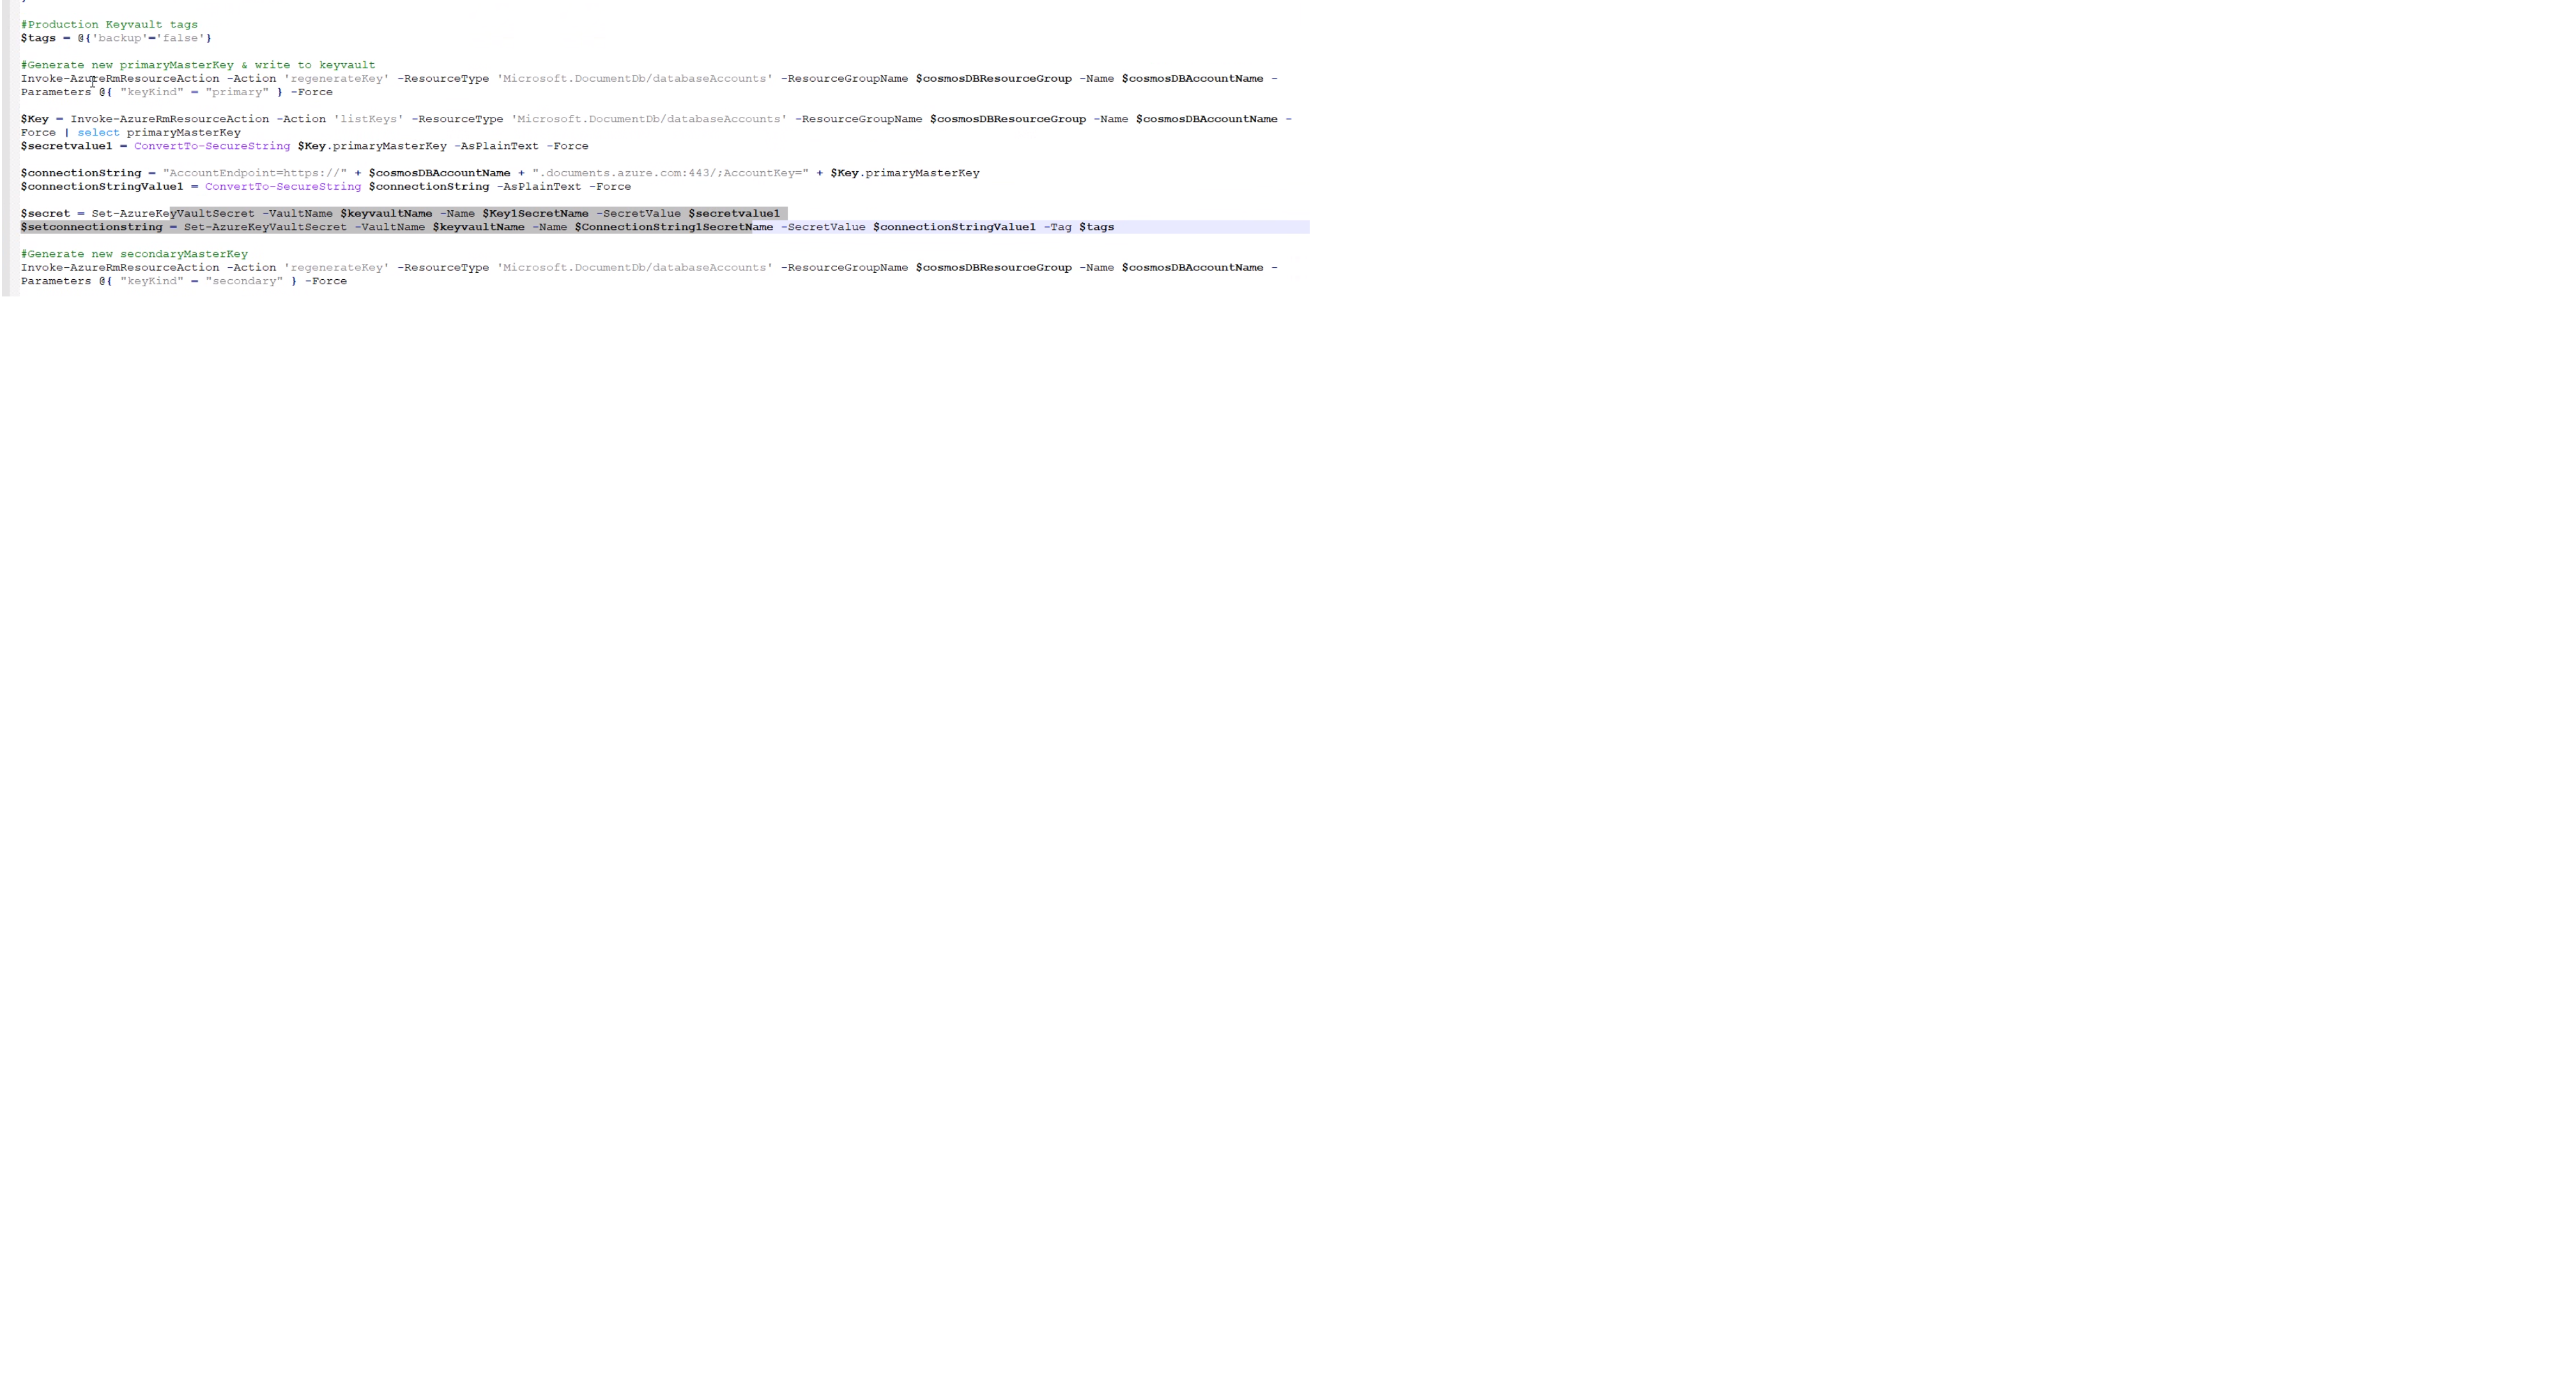 #Production Keyvault tags
$tags = @{'backup'='false'}
#Generate new primaryMasterKey & write to keyvault
Invoke-AzureRmResourceAction -Action 'regenerateKey' -ResourceType 'Microsoft.DocumentDb/databaseAccounts' -ResourceGroupName $cosmosDBResourceGroup -Name $cosmosDBAccountName -
Parameters @{ "keyKind" = "primary" } -Force
$Key = Invoke-AzureRmResourceAction -Action 'listKeys' -ResourceType 'Microsoft.DocumentDb/databaseAccounts' -ResourceGroupName $cosmosDBResourceGroup -Name $cosmosDBAccountName -
Force | select primaryMasterKey
$secretvalue1 = ConvertTo-SecureString $Key.primaryMasterKey -AsPlainText -Force
$connectionString = "AccountEndpoint=https://" + $cosmosDBAccountName + ".documents.azure.com:443/;AccountKey=" + $Key.primaryMasterKey
$connectionStringValue1 = ConvertTo-SecureString $connectionString -AsPlainText -Force
$secret = Set-AzureKeyVaultSecret -VaultName $keyvaultName -Name $Key1SecretName -SecretValue $secretvalue1
$setconnectionstring = Set-AzureKeyVaultSecret -VaultName $keyvaultName -Name $ConnectionString1SecretName -SecretValue $connectionStringValue1 -Tag $tags
#Generate new secondaryMasterKey
Invoke-AzureRmResourceAction -Action 'regenerateKey' -ResourceType 'Microsoft.DocumentDb/databaseAccounts' -ResourceGroupName $cosmosDBResourceGroup -Name $cosmosDBAccountName -
Parameters @{ "keyKind" = "secondary" } -Force